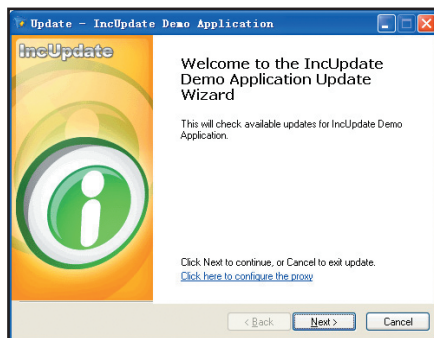 Update - IncUpdate Demo Application
IncUpdate
Welcome to the IncUpdate
Demo Application Update
Wizard
This will check available updates for IncUpdate Demo
Application.
Click Next to continue, or Cancel to exit update.
Click here to configure the proxy
< Back
Next >
Cancel